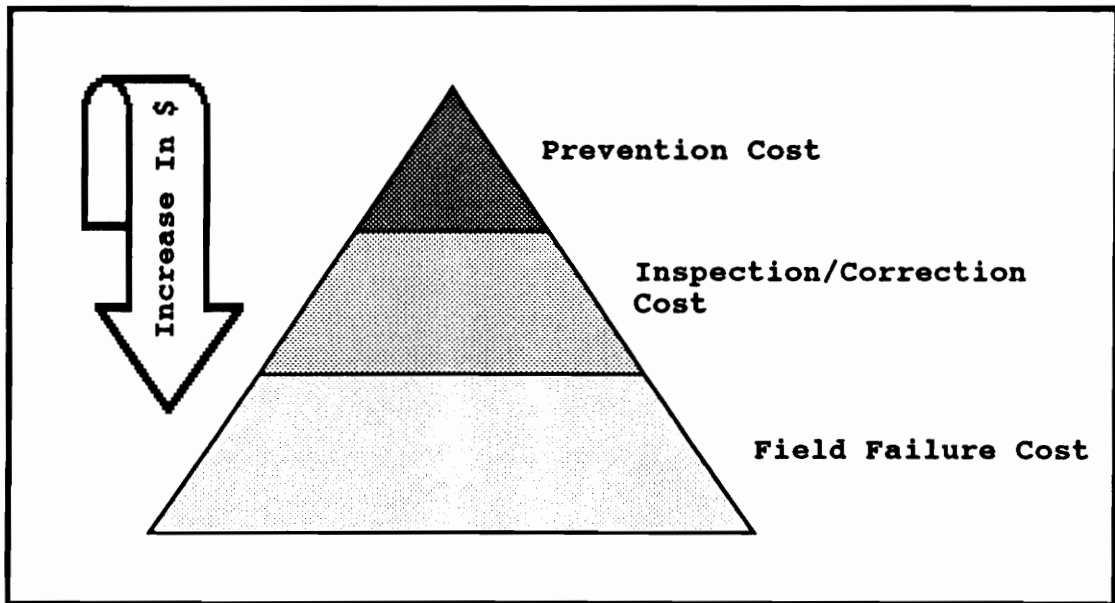 Increase In $
Prevention Cost
Inspection/Correction
Cost
Field Failure Cost